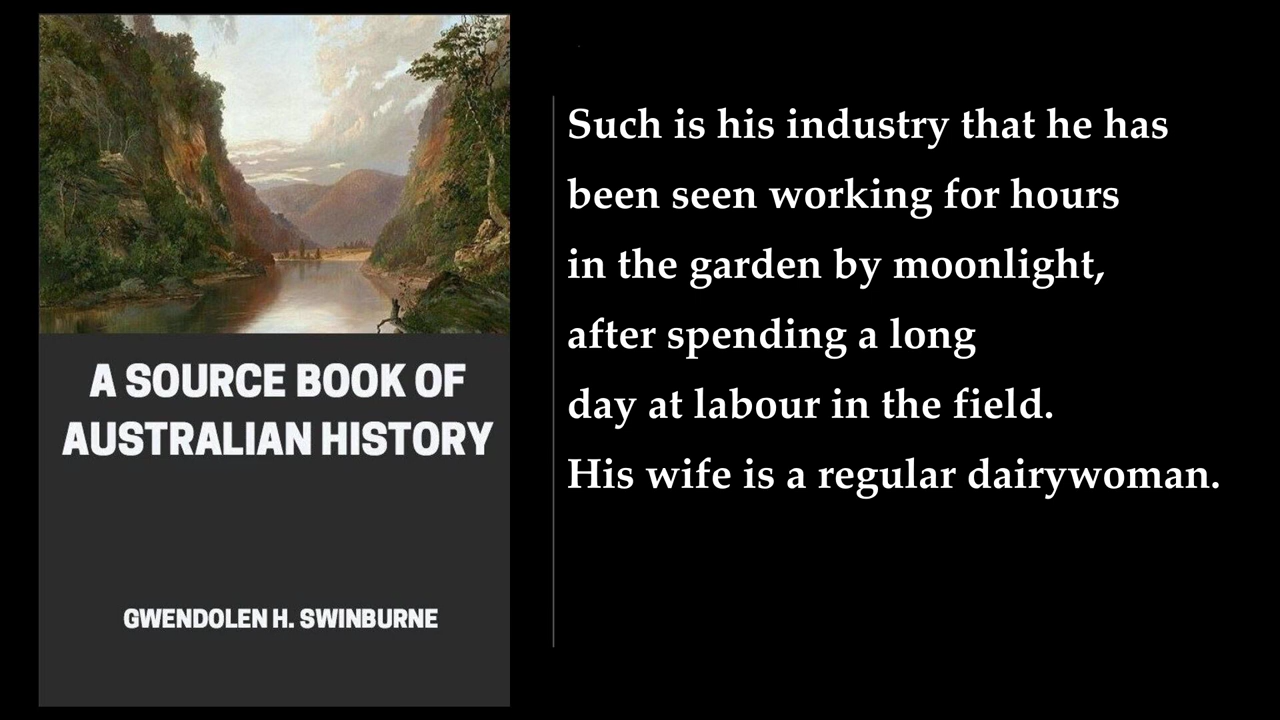 A SOURCE BOOK OF
AUSTRALIAN HISTORY
GWENDOLEN H. SWINBURNE
Such is his industry that he has
been seen working for hours
in the garden by moonlight,
after spending a long
day at labour in the field.
His wife is a regular dairywoman.